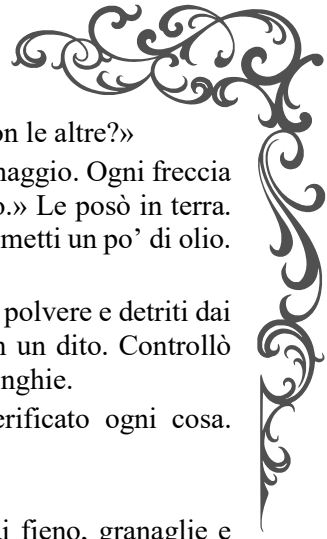 on le altre?»
naggio. Ogni freccia
o.» Le posò in terra.
metti un po' di olio.
polvere e detriti dai
n un dito. Controllò
nghie.
erificato ogni cosa.
i fieno, granaglie e